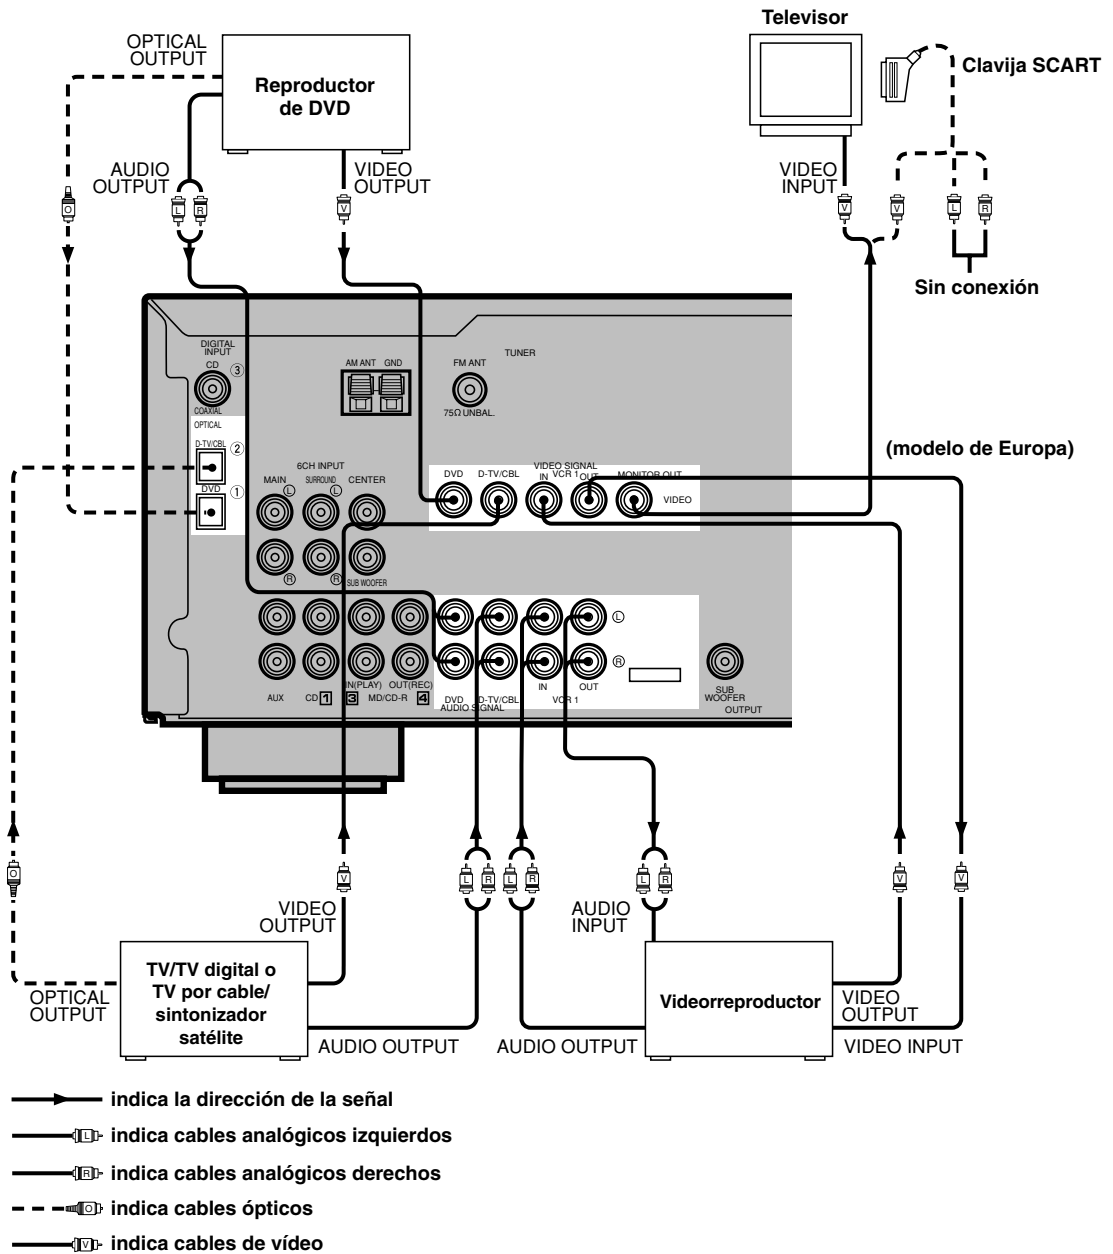 Televisor
OPTICAL
OUTPUT
Reproductor
de DVD
Clavija SCART
AUDIO
OUTPUT
VIDEO
OUTPUT
VIDEO
INPUT
O
L
R
V
V
V
L
R
Sin conexión
DIGITAL
INPUT
CD
3
COAXIAL
OPTICAL
D-TV/CBL
2
DVD
1
AM ANT
GND
FM ANT
TUNER
75Ω UNBAL.
(modelo de Europa)
6CH INPUT
MAIN
L
SURROUND
L
CENTER
R
R
SUB WOOFER
VIDEO SIGNAL
DVD
D-TV/CBL
IN
VCR 1
OUT
MONITOR OUT
VIDEO
L
R
IN(PLAY)
OUT(REC)
AUX
CD
1
3
MD/CD-R
4
DVD
D-TV/CBL
AUDIO SIGNAL
IN
VCR 1
OUT
SUB
WOOFER
OUTPUT
O
V
L
R
L
R
L
R
V
V
VIDEO
OUTPUT
AUDIO
INPUT
TV/TV digital o
TV por cable/
sintonizador
satélite
OPTICAL
OUTPUT
AUDIO OUTPUT
AUDIO OUTPUT
Videorreproductor
VIDEO
OUTPUT
VIDEO INPUT
indica la dirección de la señal
L indica cables analógicos izquierdos
R indica cables analógicos derechos
O indica cables ópticos
V indica cables de vídeo